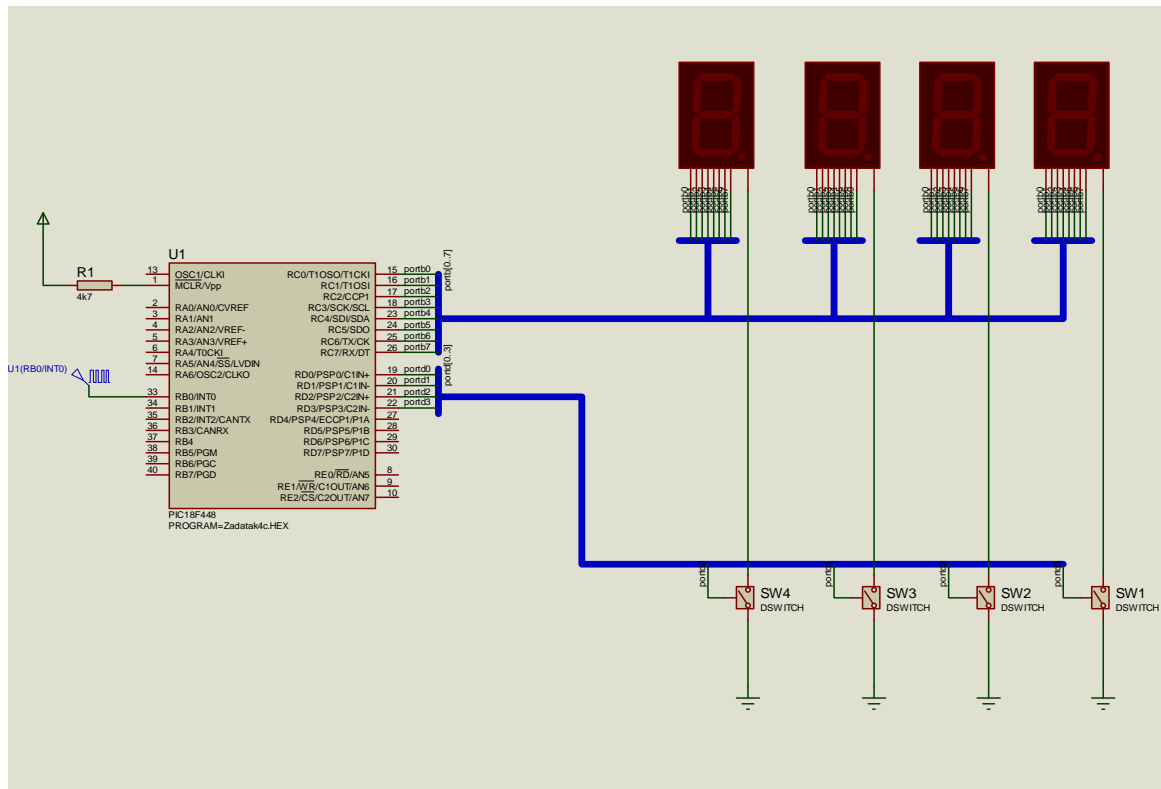 U1
13
OSC1/CLKI
1
MCLR/Vpp
2
RA0/AN0/CVREF
3
RA1/AN1
4
RA2/AN2/VREF-
5
RA3/AN3/VREF+
6
RA4/T0CKI
7
RA5/AN4/SS/LVDIN
14
RA6/OSC2/CLKO
33
RB0/INT0
34
RB1/INT1
35
RB2/INT2/CANTX
36
RB3/CANRX
37
RB4
38
RB5/PGM
39
RB6/PGC
40
RB7/PGD
RC0/T1OSO/T1CKI
15
portb0
RC1/T1OSI
16
portb1
RC2/CCP1
17
portb2
RC3/SCK/SCL
18
portb3
RC4/SDI/SDA
23
portb4
RC5/SDO
24
portb5
RC6/TX/CK
25
portb6
RC7/RX/DT
26
portb7
RD0/PSP0/C1IN+
19
portd0
RD1/PSP1/C1IN-
20
portd1
RD2/PSP2/C2IN+
21
portd2
RD3/PSP3/C2IN-
22
portd3
RD4/PSP4/ECCP1/P1A
27
RD5/PSP5/P1B
28
RD6/PSP6/P1C
29
RD7/PSP7/P1D
30
RE0/RD/AN5
8
RE1/WR/C1OUT/AN6
9
RE2/CS/C2OUT/AN7
10
PIC18F448
PROGRAM=Zadatak4c.HEX
R1
4k7
U1(RB0/INT0)
portb[0..7]
portd[0..3]
portb0
portb0
portb0
portb0
SW4
DSWITCH
SW3
DSWITCH
SW2
DSWITCH
SW1
DSWITCH